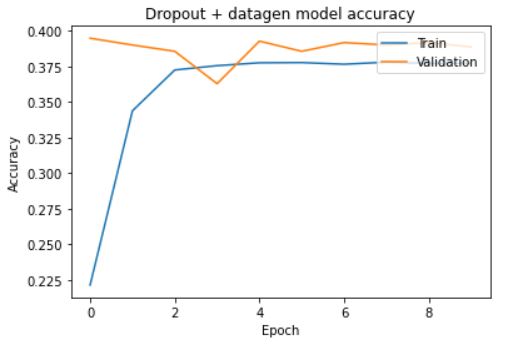 Dropout + datagen model accuracy
0.400
0.375
0.350
0.325
0.300
0.275
0.250
0.225
Accuracy
Train
Validation
0 2 4 6 8
Epoch